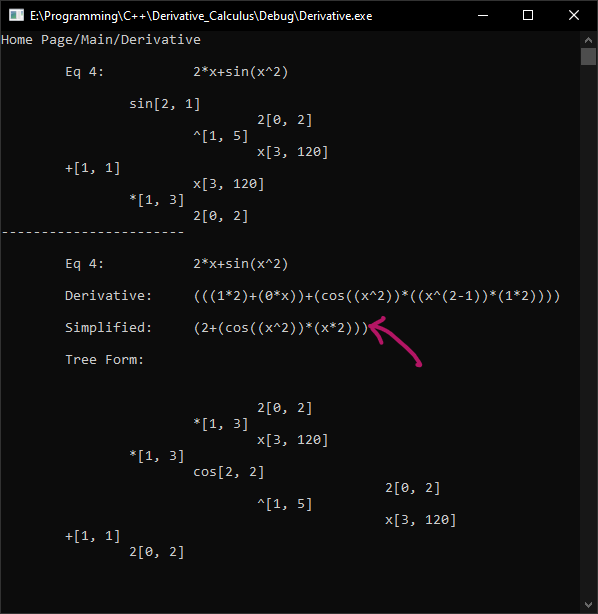 E:\Programming\C++\Derivative_Calculus\Debug\Derivative.exe
Home Page/Main/Derivative
Eq 4: 2*x+sin(x^2)
sin[2, 1]
2[0, 2]
^[1, 5]
x[3, 120]
+[1, 1]
x[3, 120]
*[1, 3]
2[0, 2]
-----------------------
Eq 4: 2*x+sin(x^2)
Derivative: (((1*2)+(0*x))+(cos((x^2))*((x^(2-1))*(1*2))))
Simplified: (2+(cos((x^2))*(x*2)))
Tree Form:
2[0, 2]
*[1, 3]
x[3, 120]
*[1, 3]
cos[2, 2]
2[0, 2]
^[1, 5]
x[3, 120]
+[1, 1]
2[0, 2]